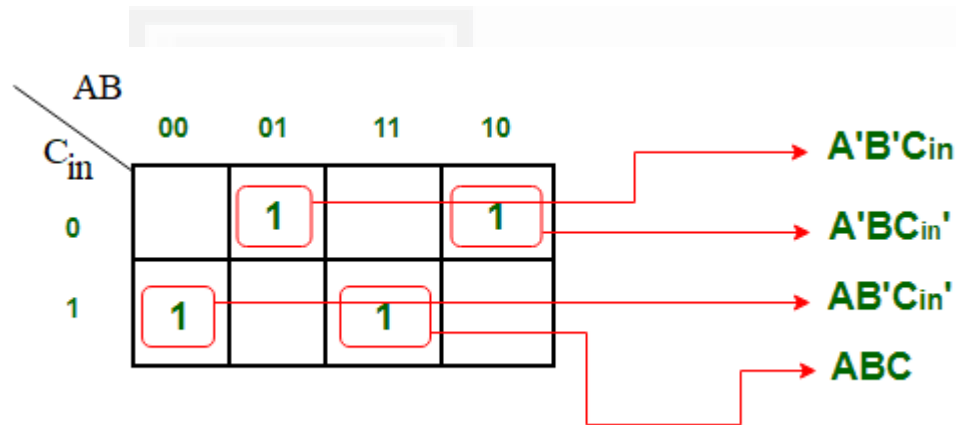 AB
00 01 11 10
Cin
A'B'Cin
0 1 1
A'BCin'
1 1 1
AB'Cin'
ABC